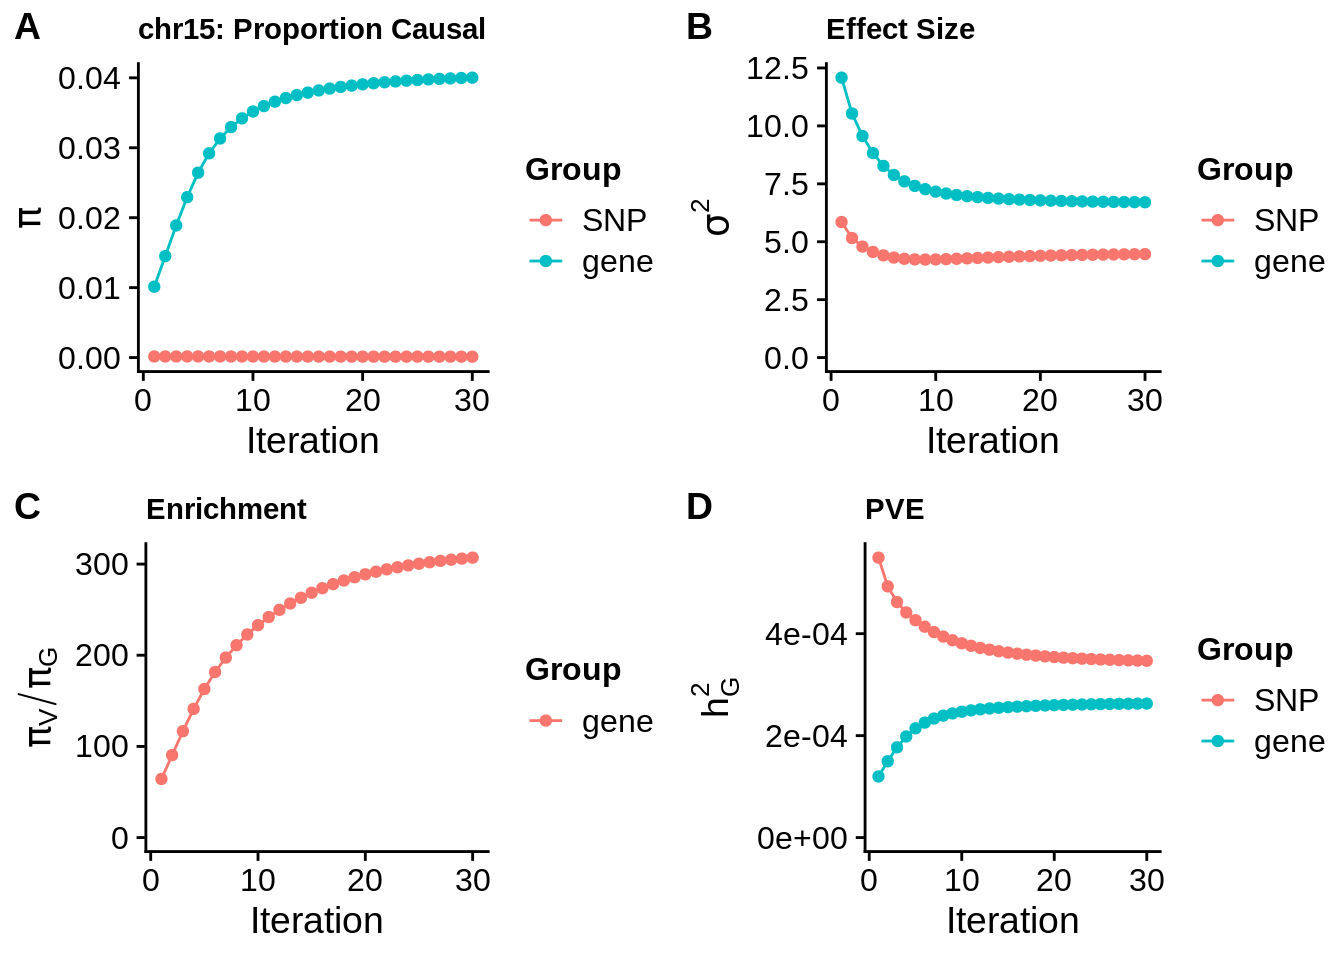 A chr15: Proportion Causal
0.04
0.03
0.02
0.01
0.00
π
0 10 20 30
Iteration
Group
SNP
gene
B Effect Size
12.5
10.0
7.5
5.0
2.5
0.0
σ²
0 10 20 30
Iteration
Group
SNP
gene
C Enrichment
300
200
100
0
π_V/π_G
0 10 20 30
Iteration
Group
gene
D PVE
4e-04
2e-04
0e+00
h²_G
0 10 20 30
Iteration
Group
SNP
gene